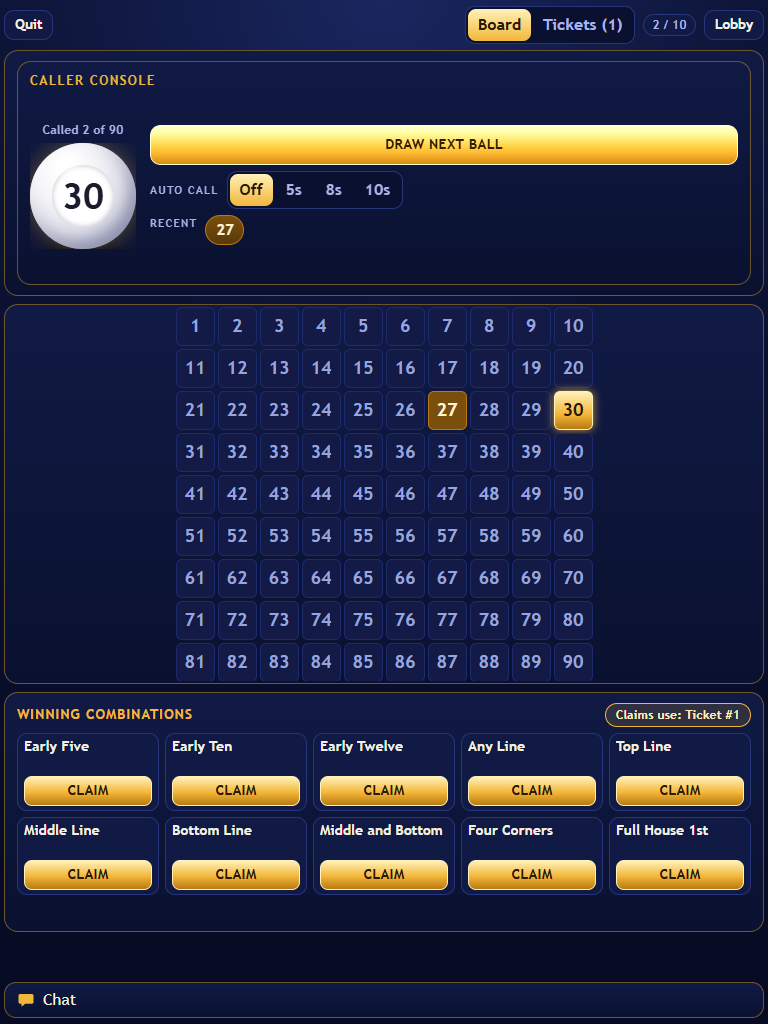 Quit
Board Tickets (1) 2 / 10 Lobby
CALLER CONSOLE
Called 2 of 90
30
DRAW NEXT BALL
AUTO CALL Off 5s 8s 10s
RECENT 27
1 2 3 4 5 6 7 8 9 10
11 12 13 14 15 16 17 18 19 20
21 22 23 24 25 26 27 28 29 30
31 32 33 34 35 36 37 38 39 40
41 42 43 44 45 46 47 48 49 50
51 52 53 54 55 56 57 58 59 60
61 62 63 64 65 66 67 68 69 70
71 72 73 74 75 76 77 78 79 80
81 82 83 84 85 86 87 88 89 90
WINNING COMBINATIONS Claims use: Ticket #1
Early Five Early Ten Early Twelve Any Line Top Line
CLAIM CLAIM CLAIM CLAIM CLAIM
Middle Line Bottom Line Middle and Bottom Four Corners Full House 1st
CLAIM CLAIM CLAIM CLAIM CLAIM
Chat